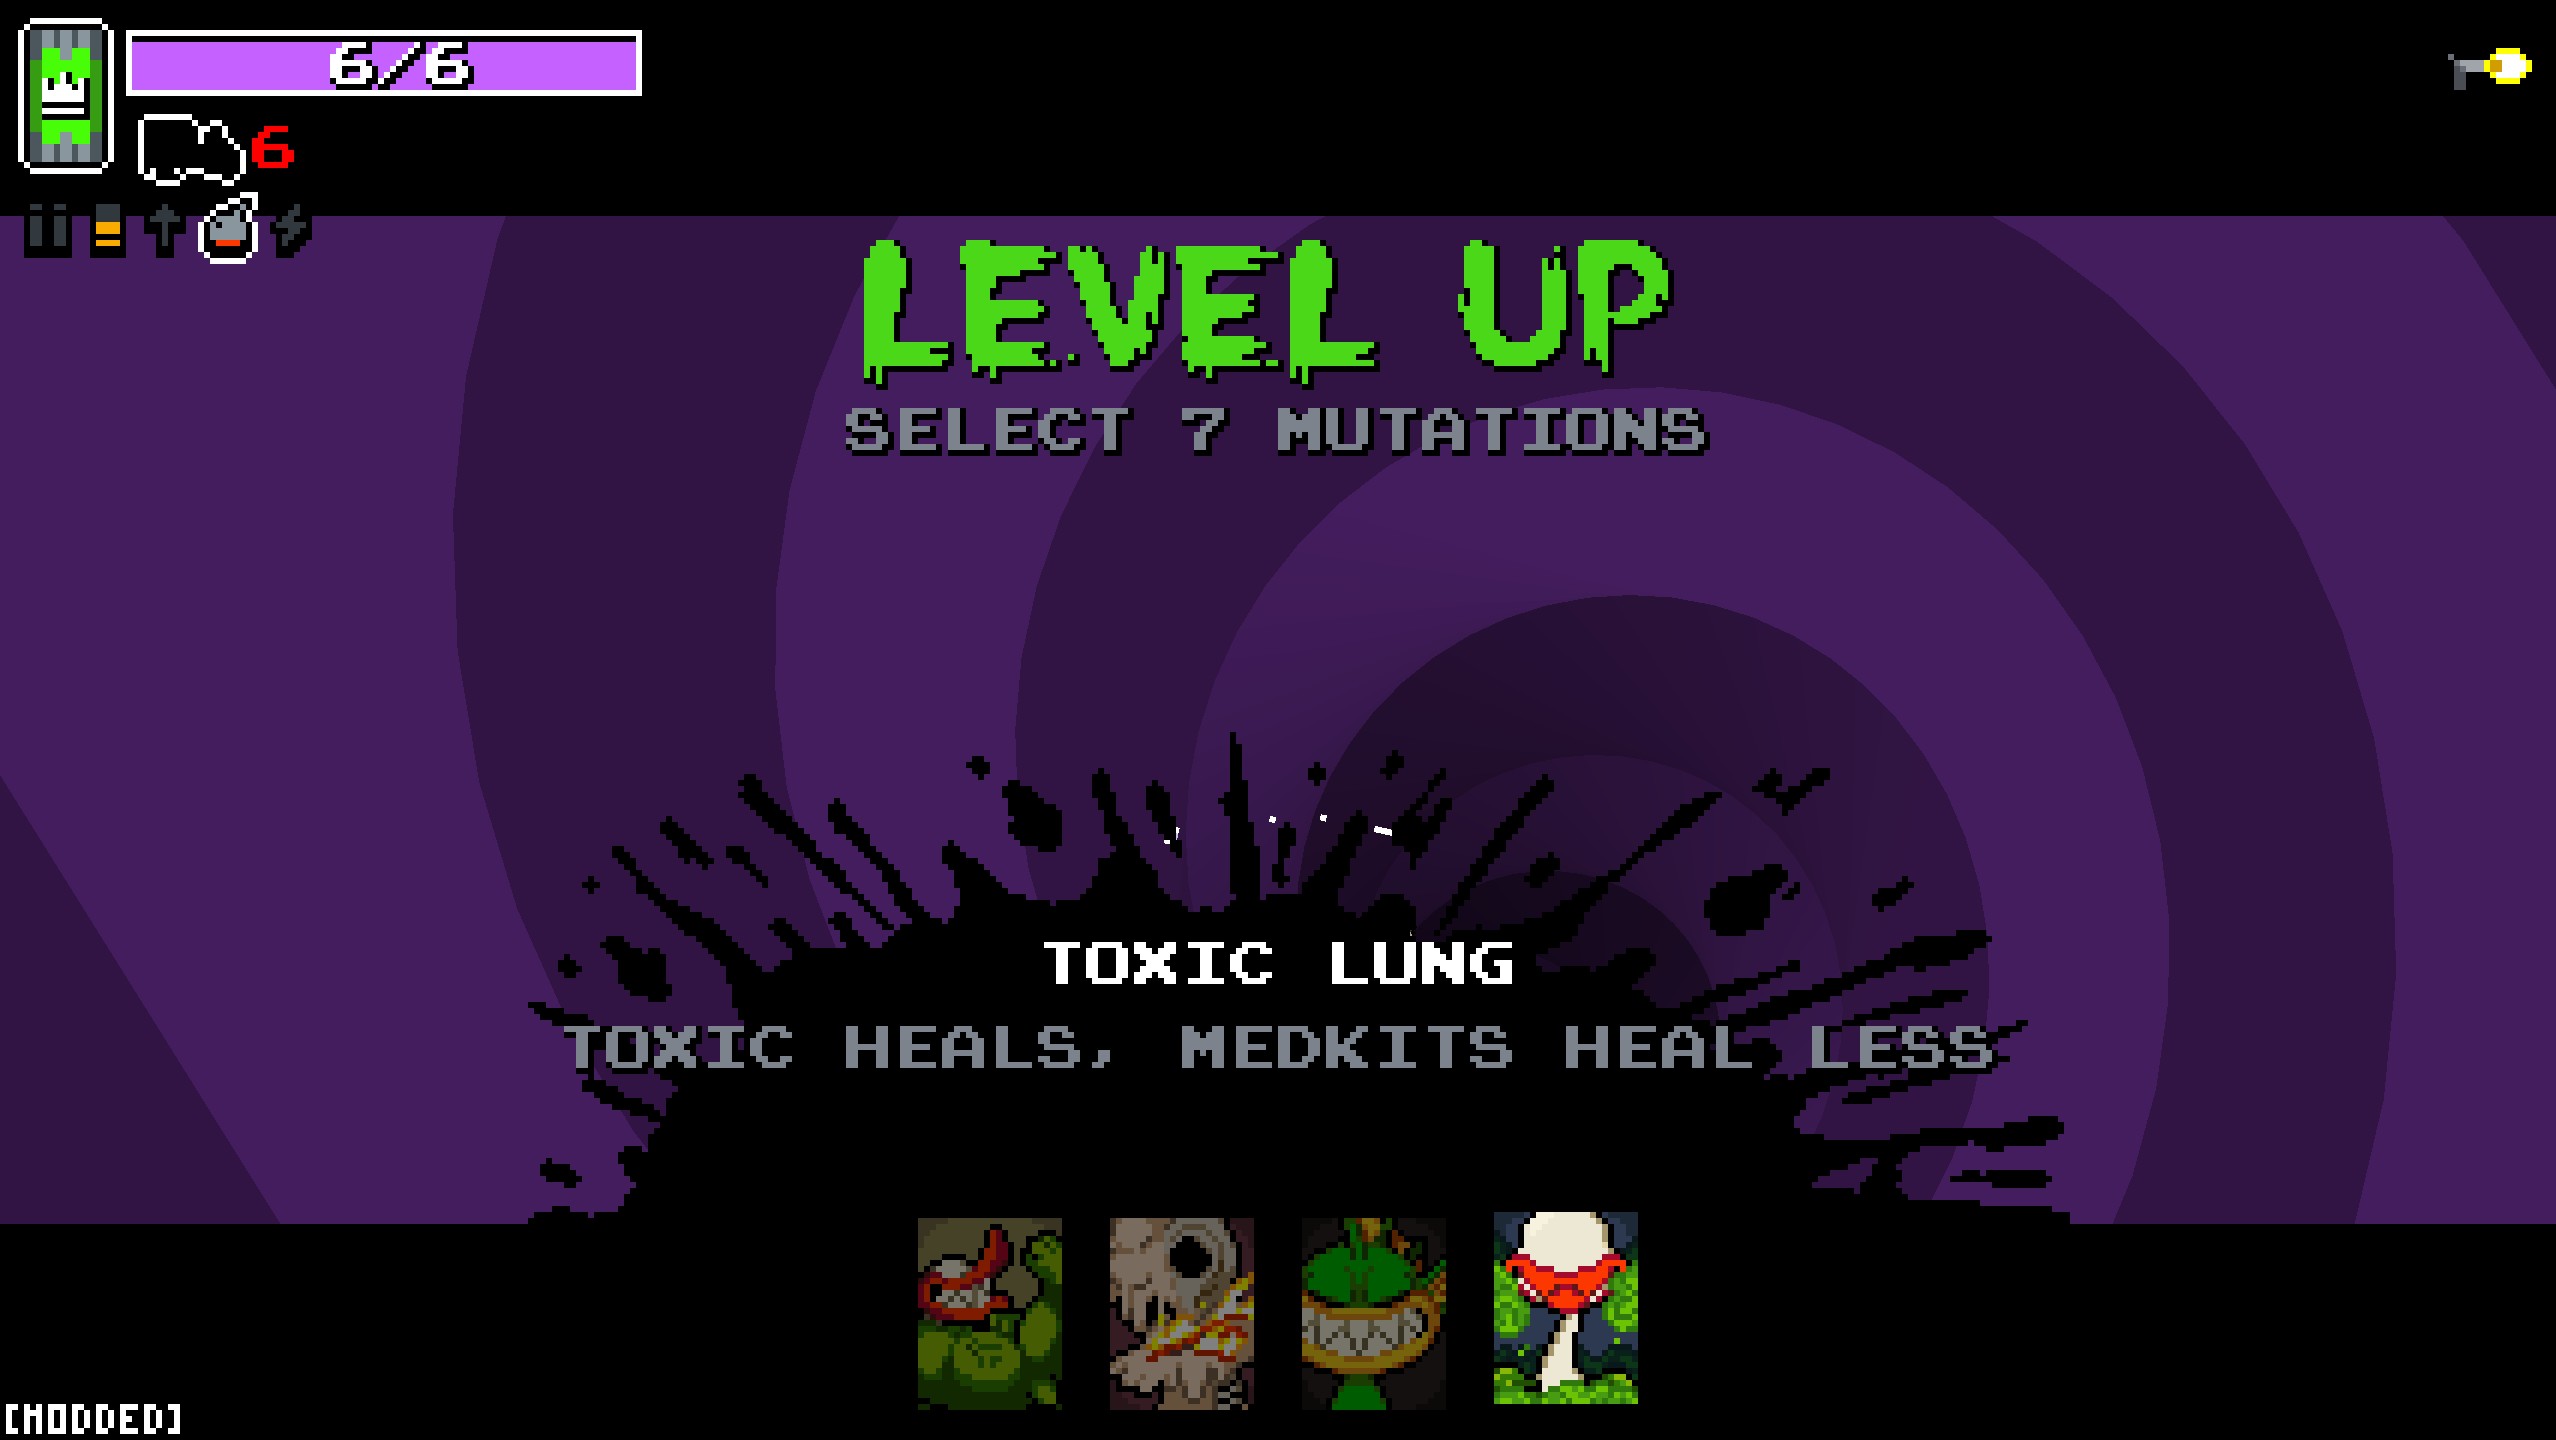 6/6
6
LEVEL UP
SELECT 7 MUTATIONS
TOXIC LUNG
TOXIC HEALS, MEDKITS HEAL LESS
[MODDED]